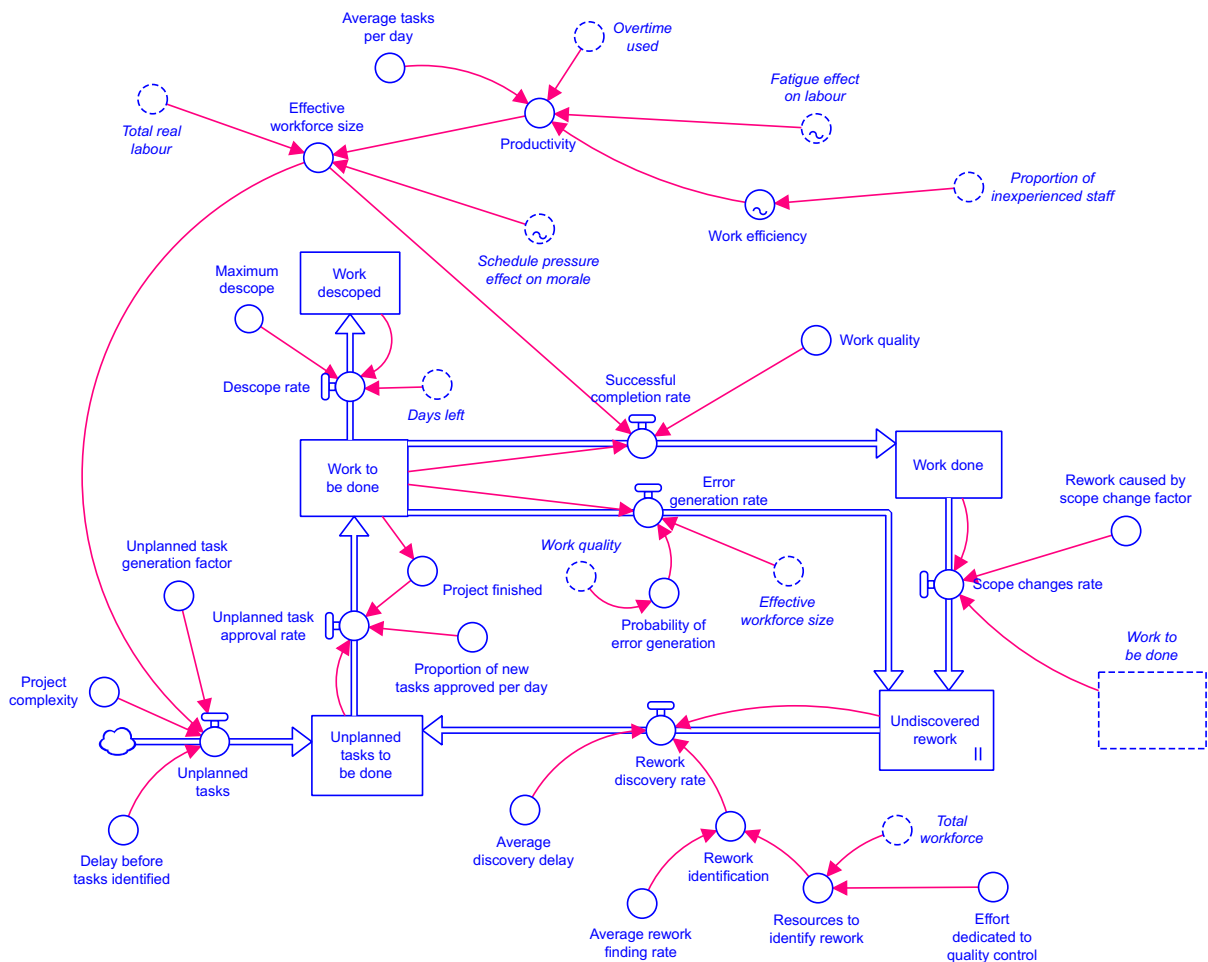 Average tasks
per day
Overtime
used
Fatigue effect
on labour
Total real
labour
Effective
workforce size
Productivity
Proportion of
inexperienced staff
Work efficiency
Schedule pressure
effect on morale
Maximum
descope
Work
descoped
Work quality
Descope rate
Days left
Successful
completion rate
Work to
be done
Work done
Error
generation rate
Rework caused by
scope change factor
Unplanned task
generation factor
Work quality
Project finished
Scope changes rate
Effective
workforce size
Unplanned task
approval rate
Probability of
error generation
Work to
be done
Proportion of new
tasks approved per day
Project
complexity
Unplanned
tasks to
be done
Undiscovered
rework
Unplanned
tasks
Rework
discovery rate
Average
discovery delay
Total
workforce
Delay before
tasks identified
Rework
identification
Average rework
finding rate
Resources to
identify rework
Effort
dedicated to
quality control